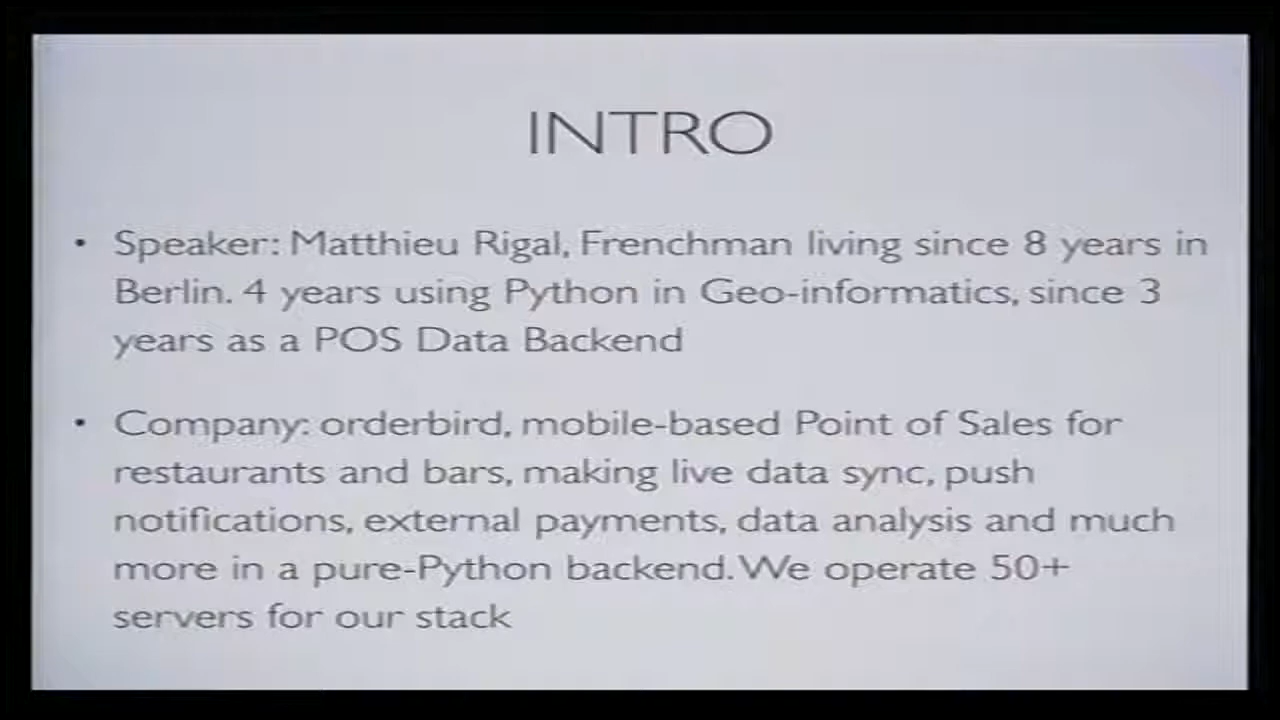 INTRO
• Speaker: Matthieu Rigal, Frenchman living since 8 years in
Berlin. 4 years using Python in Geo-informatics, since 3
years as a POS Data Backend
• Company: orderbird, mobile-based Point of Sales for
restaurants and bars, making live data sync, push
notifications, external payments, data analysis and much
more in a pure-Python backend. We operate 50+
servers for our stack